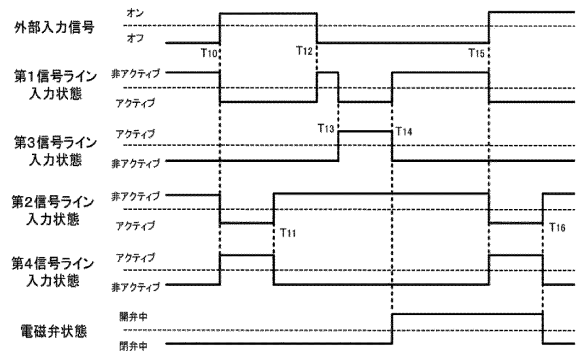 外部入力信号
オン
オフ
T10
T12
T15
第1信号ライン
入力状態
非アクティブ
アクティブ
第3信号ライン
入力状態
アクティブ
非アクティブ
T13
T14
第2信号ライン
入力状態
非アクティブ
アクティブ
T11
T16
第4信号ライン
入力状態
アクティブ
非アクティブ
電磁弁状態
開弁中
閉弁中